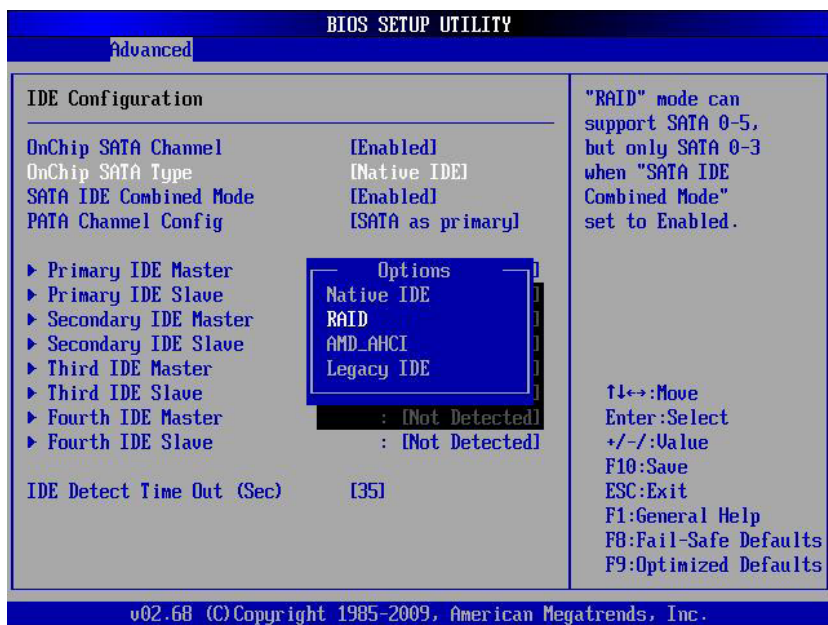 BIOS SETUP UTILITY
Advanced
IDE Configuration
OnChip SATA Channel [Enabled]
OnChip SATA Type [Native IDE]
SATA IDE Combined Mode [Enabled]
PATA Channel Config [SATA as primary]
Primary IDE Master
Primary IDE Slave
Secondary IDE Master
Secondary IDE Slave
Third IDE Master
Third IDE Slave
Fourth IDE Master : [Not Detected]
Fourth IDE Slave : [Not Detected]
IDE Detect Time Out (Sec) [35]
Options
Native IDE
RAID
AMD_AHCI
Legacy IDE
"RAID" mode can
support SATA 0-5,
but only SATA 0-3
when "SATA IDE
Combined Mode"
set to Enabled.
↑↓←→:Move
Enter:Select
+/-/:Value
F10:Save
ESC:Exit
F1:General Help
F8:Fail-Safe Defaults
F9:Optimized Defaults
v02.68 (C)Copyright 1985-2009, American Megatrends, Inc.